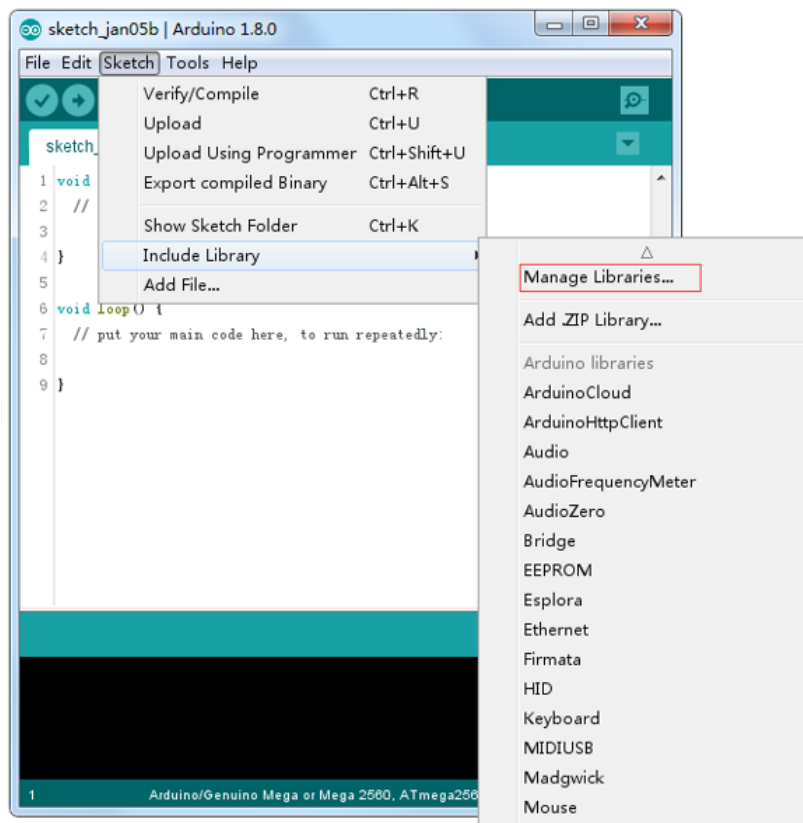 sketch_jan05b | Arduino 1.8.0
File Edit Sketch Tools Help
Verify/Compile Ctrl+R
Upload Ctrl+U
Upload Using Programmer Ctrl+Shift+U
Export compiled Binary Ctrl+Alt+S
Show Sketch Folder Ctrl+K
Include Library
Add File...
sketch_
1 void
2 //
3
4 }
5
6 void loop() {
7 // put your main code here, to run repeatedly:
8
9 }
Manage Libraries...
Add .ZIP Library...
Arduino libraries
ArduinoCloud
ArduinoHttpClient
Audio
AudioFrequencyMeter
AudioZero
Bridge
EEPROM
Esplora
Ethernet
Firmata
HID
Keyboard
MIDIUSB
Madgwick
Mouse
1 Arduino/Genuino Mega or Mega 2560, ATmega256